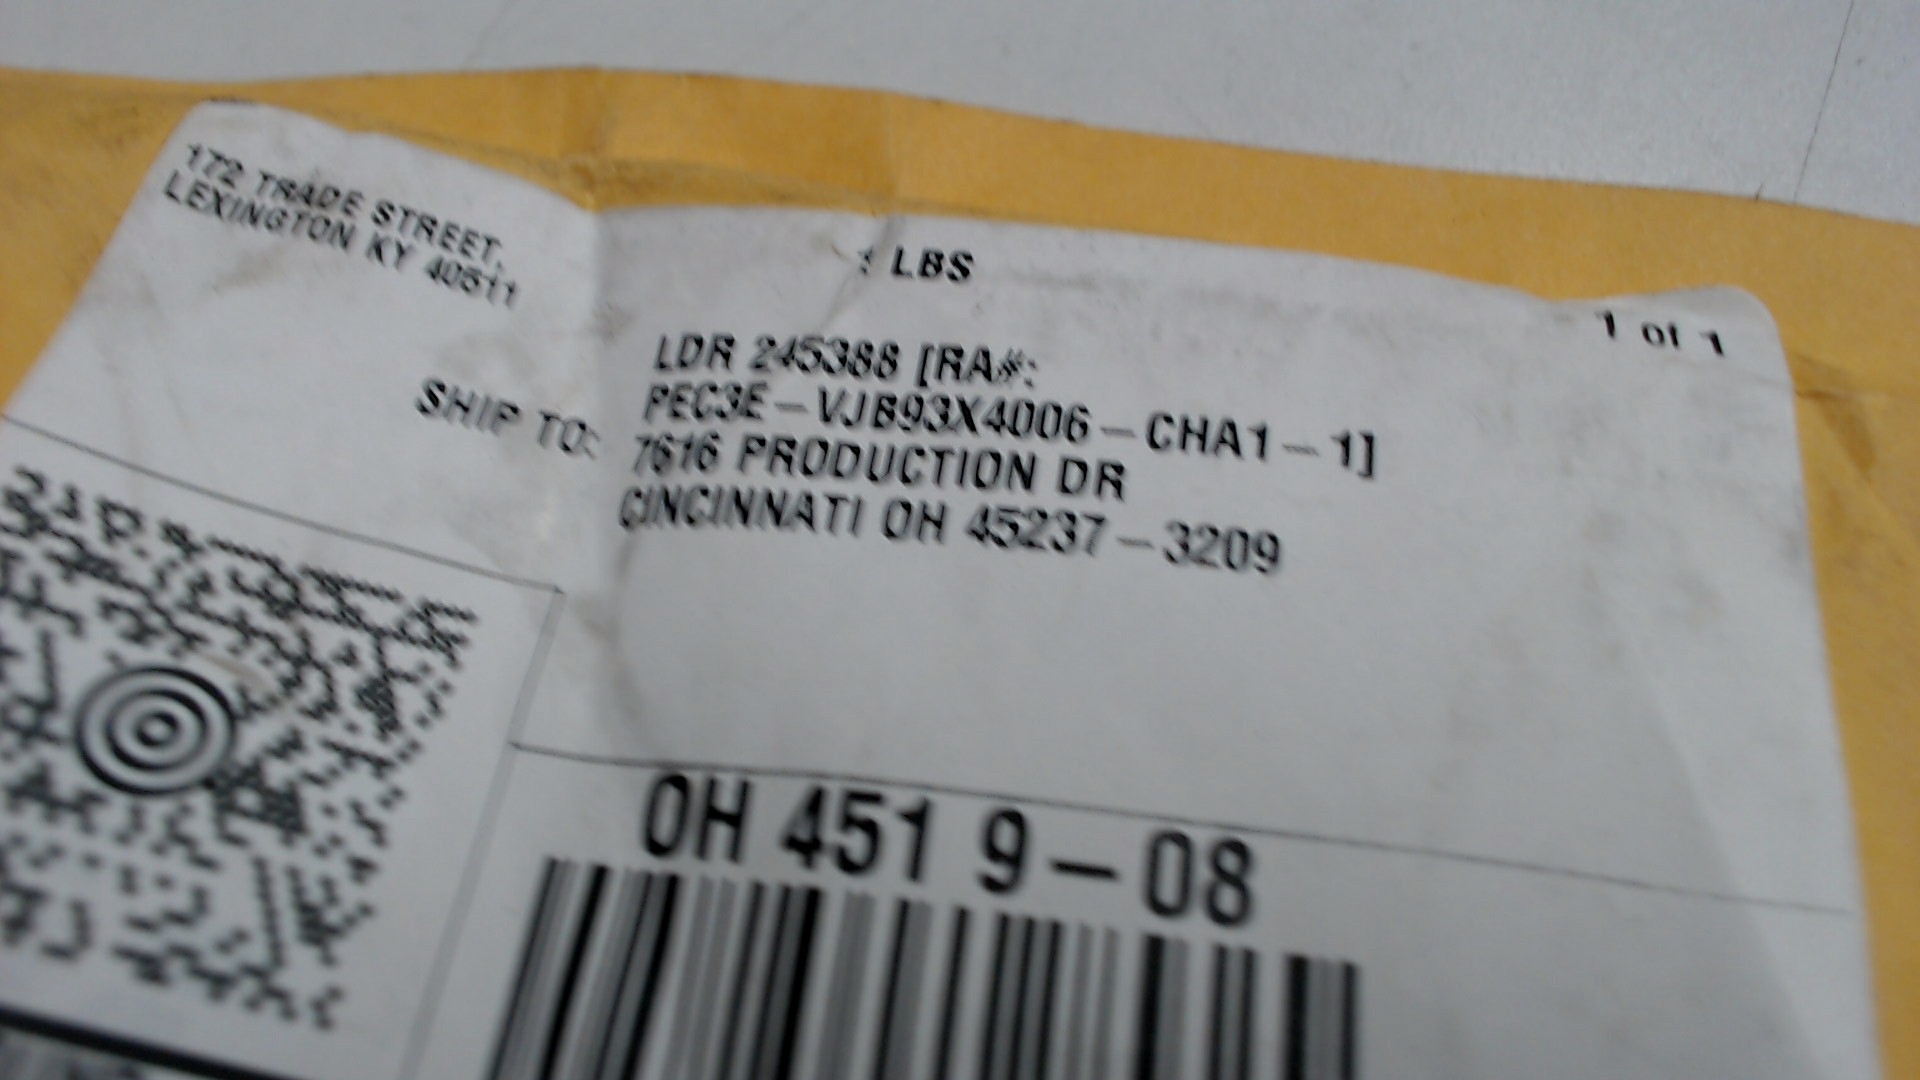 172 TRADE STREET,
LEXINGTON KY 40511
LBS
1 of 1
SHIP TO:
LDR 245388 [RA#:
PEC3E-VJB93X4006-CHA1-1]
7616 PRODUCTION DR
CINCINNATI OH 45237-3209
OH 451 9-08